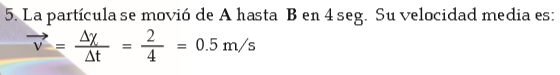 5. La partícula se movió de A hasta B en 4 seg. Su velocidad media es:
v⃗ = Δχ/Δt = 2/4 = 0.5 m/s